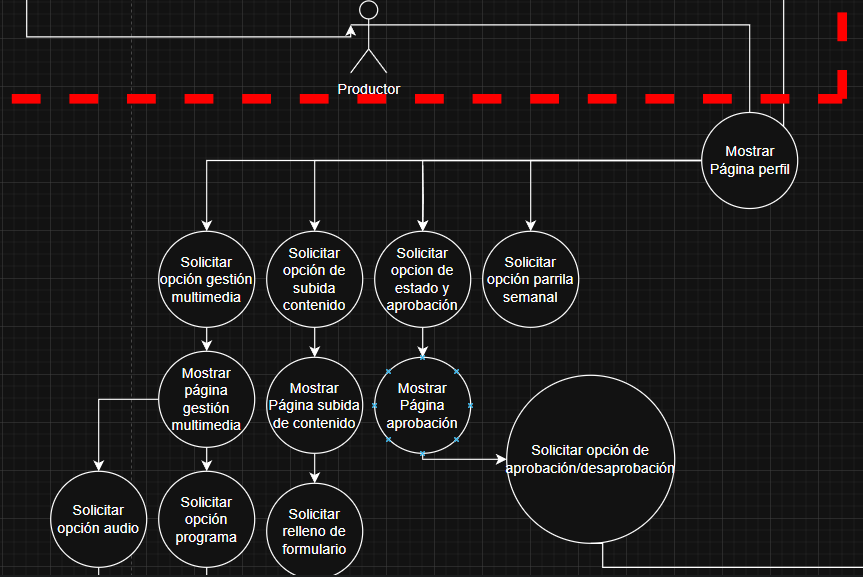 Productor
Mostrar
Página perfil
Solicitar
opción gestión
multimedia
Solicitar
opción de
subida
contenido
Solicitar
opcion de
estado y
aprobación
Solicitar
opción parrila
semanal
Mostrar
página
gestión
multimedia
Mostrar
Página subida
de contenido
Mostrar
Página
aprobación
Solicitar opción de
aprobación/desaprobación
Solicitar
opción audio
Solicitar
opción
programa
Solicitar
relleno de
formulario